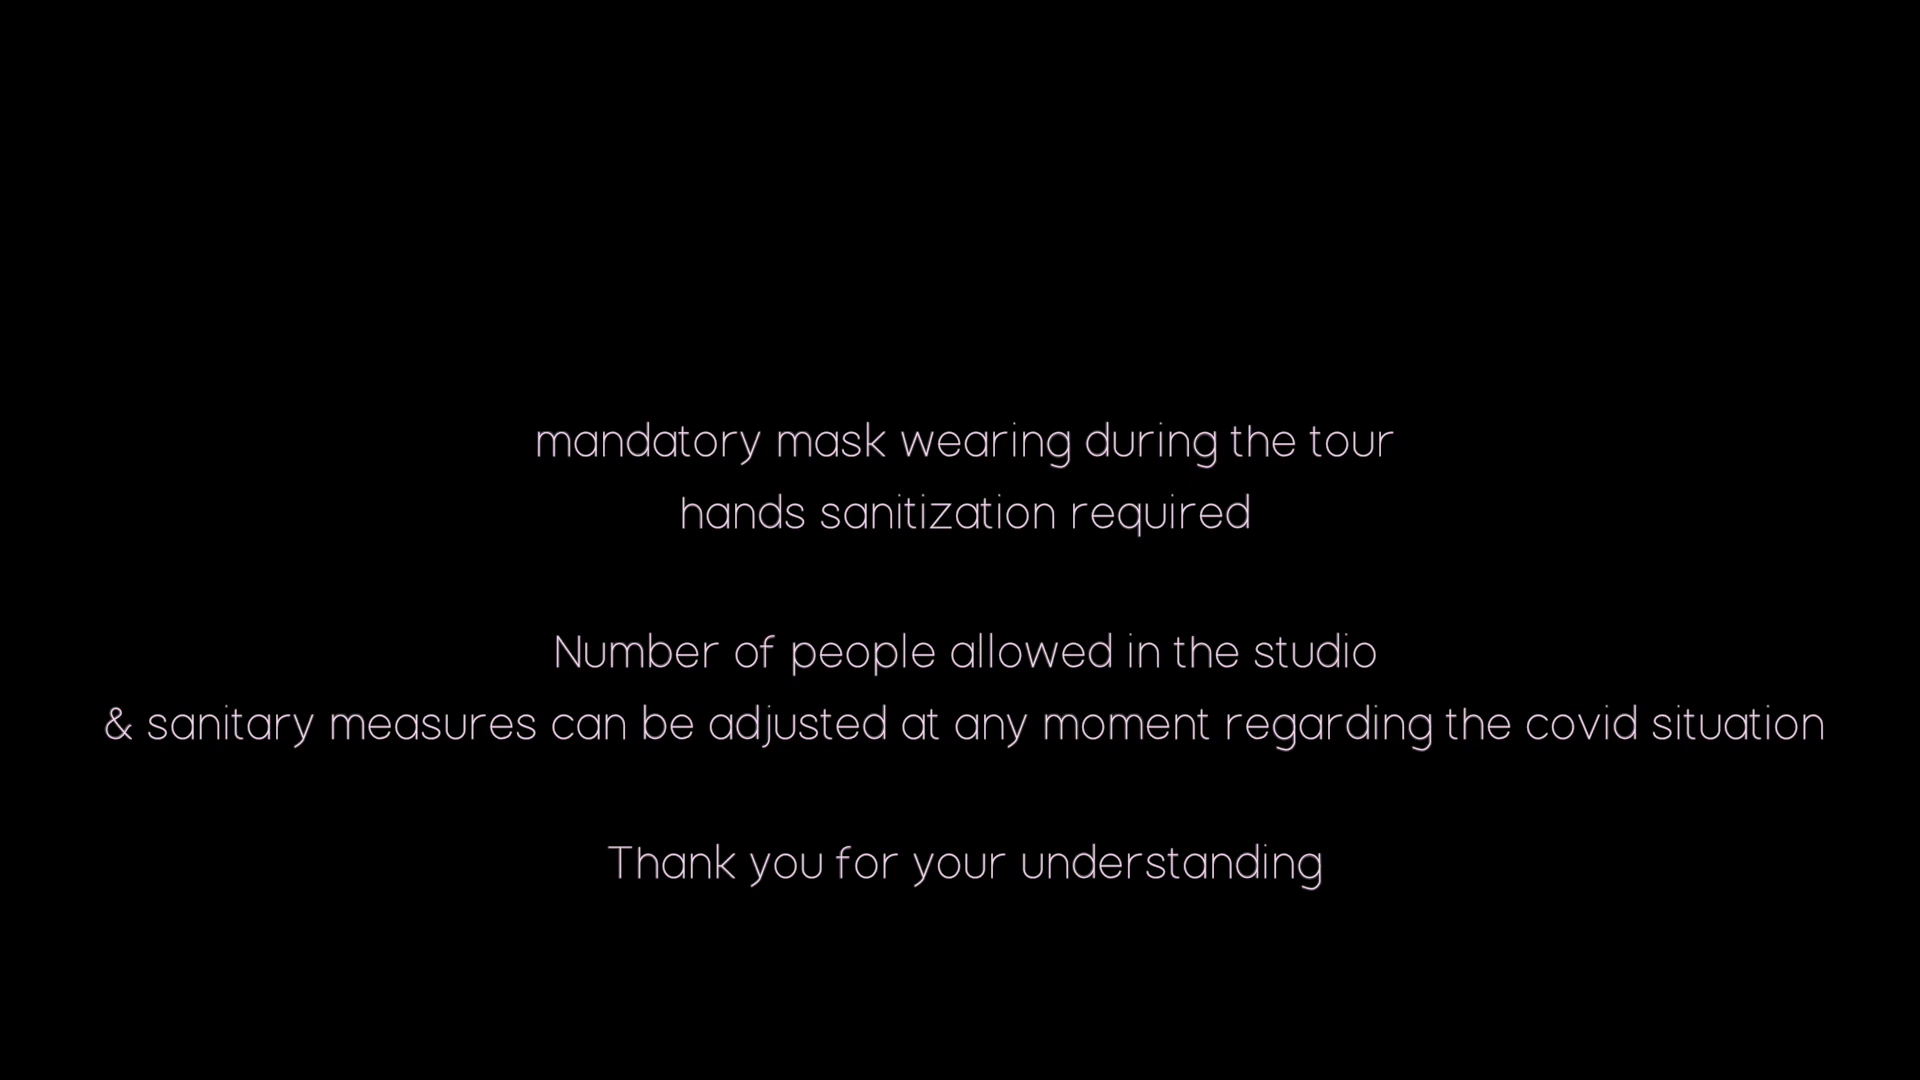 mandatory mask wearing during the tour
hands sanitization required
Number of people allowed in the studio
& sanitary measures can be adjusted at any moment regarding the covid situation
Thank you for your understanding